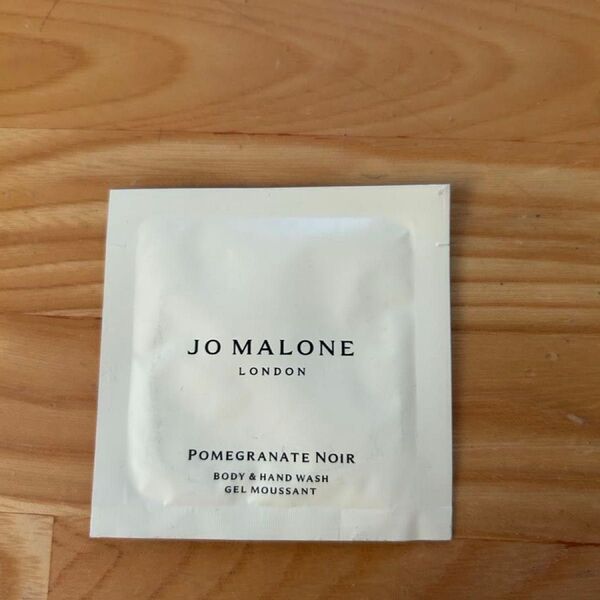 JO MALONE
LONDON
POMEGRANATE NOIR
BODY & HAND WASH
GEL MOUSSANT